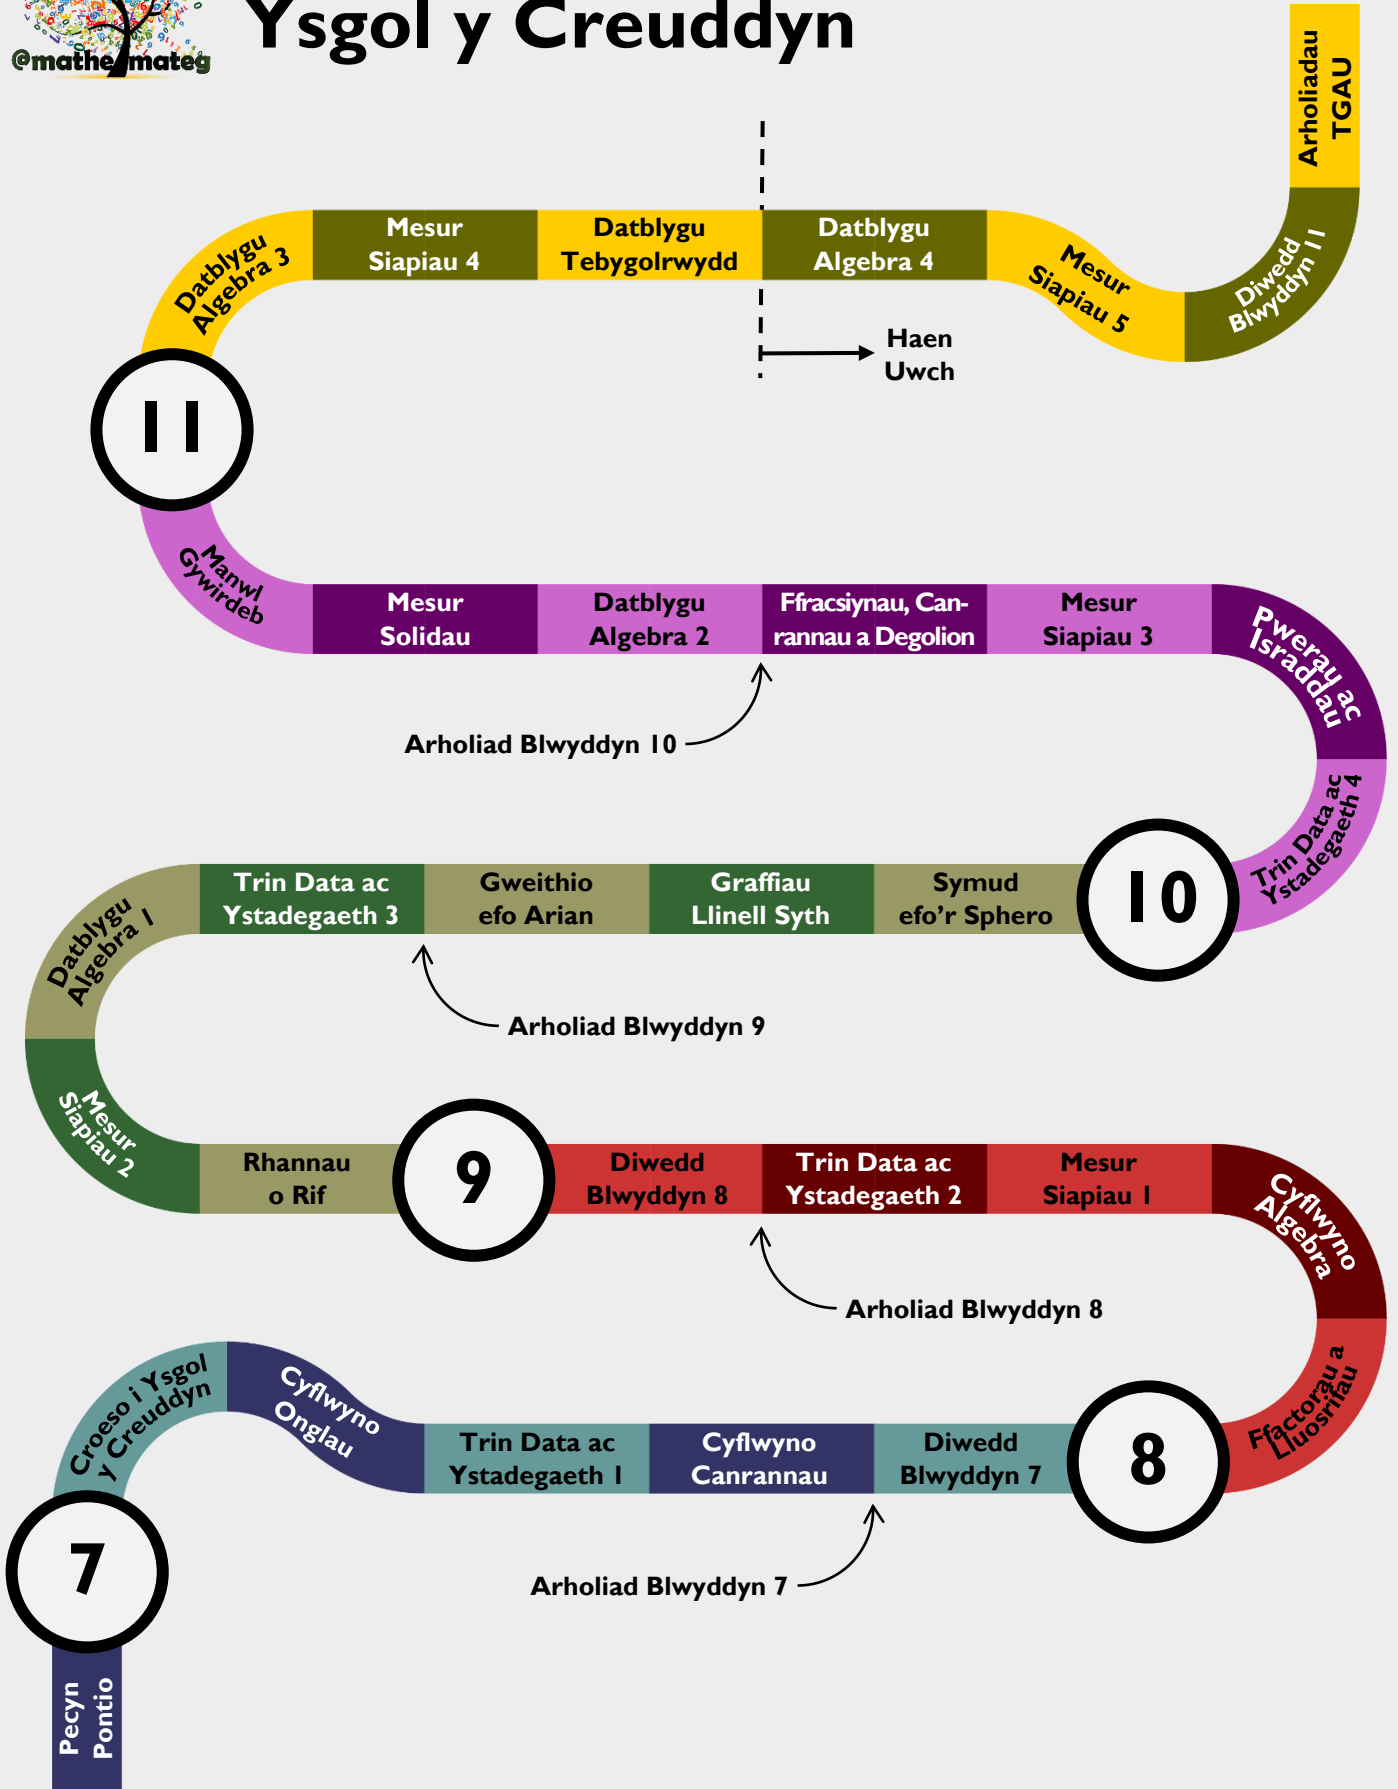 Ysgol y Creuddyn
@mathemateg
Arholiadau
TGAU
Datblygu
Algebra 3
Mesur
Siapiau 4
Datblygu
Tebygolrwydd
Datblygu
Algebra 4
Mesur
Siapiau 5
Diwedd
Blwyddyn 11
Haen
Uwch
11
Manwl
Gywirdeb
Mesur
Solidau
Datblygu
Algebra 2
Ffracsiynau, Can-
rannau a Degolion
Mesur
Siapiau 3
Pwerau ac
Israddau
Arholiad Blwyddyn 10
Trin Data ac
Ystadegaeth 4
Datblygu
Algebra 1
Trin Data ac
Ystadegaeth 3
Gweithio
efo Arian
Graffiau
Llinell Syth
Symud
efo’r Sphero
10
Arholiad Blwyddyn 9
Mesur
Siapiau 2
Rhannau
o Rif
9
Diwedd
Blwyddyn 8
Trin Data ac
Ystadegaeth 2
Mesur
Siapiau 1
Cyflwyno
Algebra
Arholiad Blwyddyn 8
Ffactorau a
Lluosrifau
Croeso i Ysgol
y Creuddyn
Cyflwyno
Onglau
Trin Data ac
Ystadegaeth 1
Cyflwyno
Canrannau
Diwedd
Blwyddyn 7
8
7
Arholiad Blwyddyn 7
Pecyn
Pontio